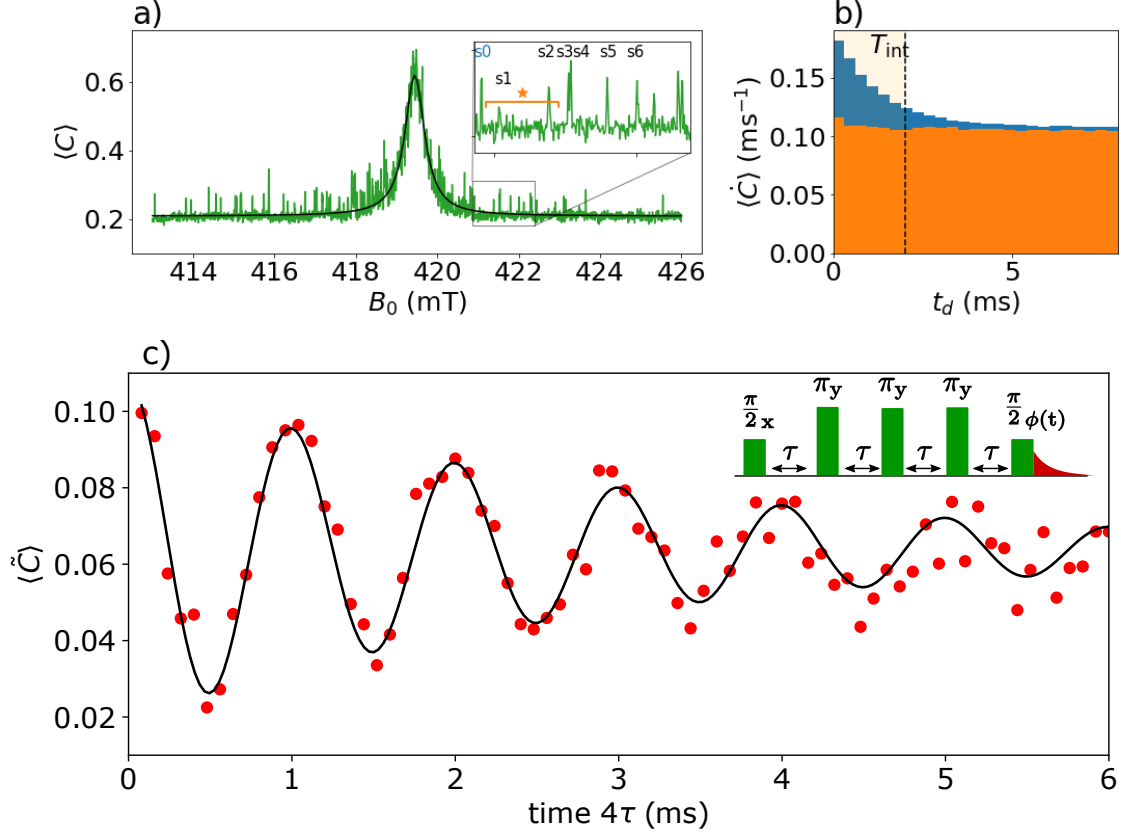 a)
⟨C⟩
0.6
0.4
0.2
s0 s1 s2 s3 s4 s5 s6
414 416 418 420 422 424 426
B₀ (mT)
b)
⟨Ċ⟩ (ms⁻¹)
0.15
0.10
0.05
0.00
T_int
0 5
t_d (ms)
c)
⟨C̃⟩
0.10
0.08
0.06
0.04
0.02
π/2 x π_y π_y π_y π/2 ϕ(t)
τ τ τ τ
0 1 2 3 4 5 6
time 4τ (ms)